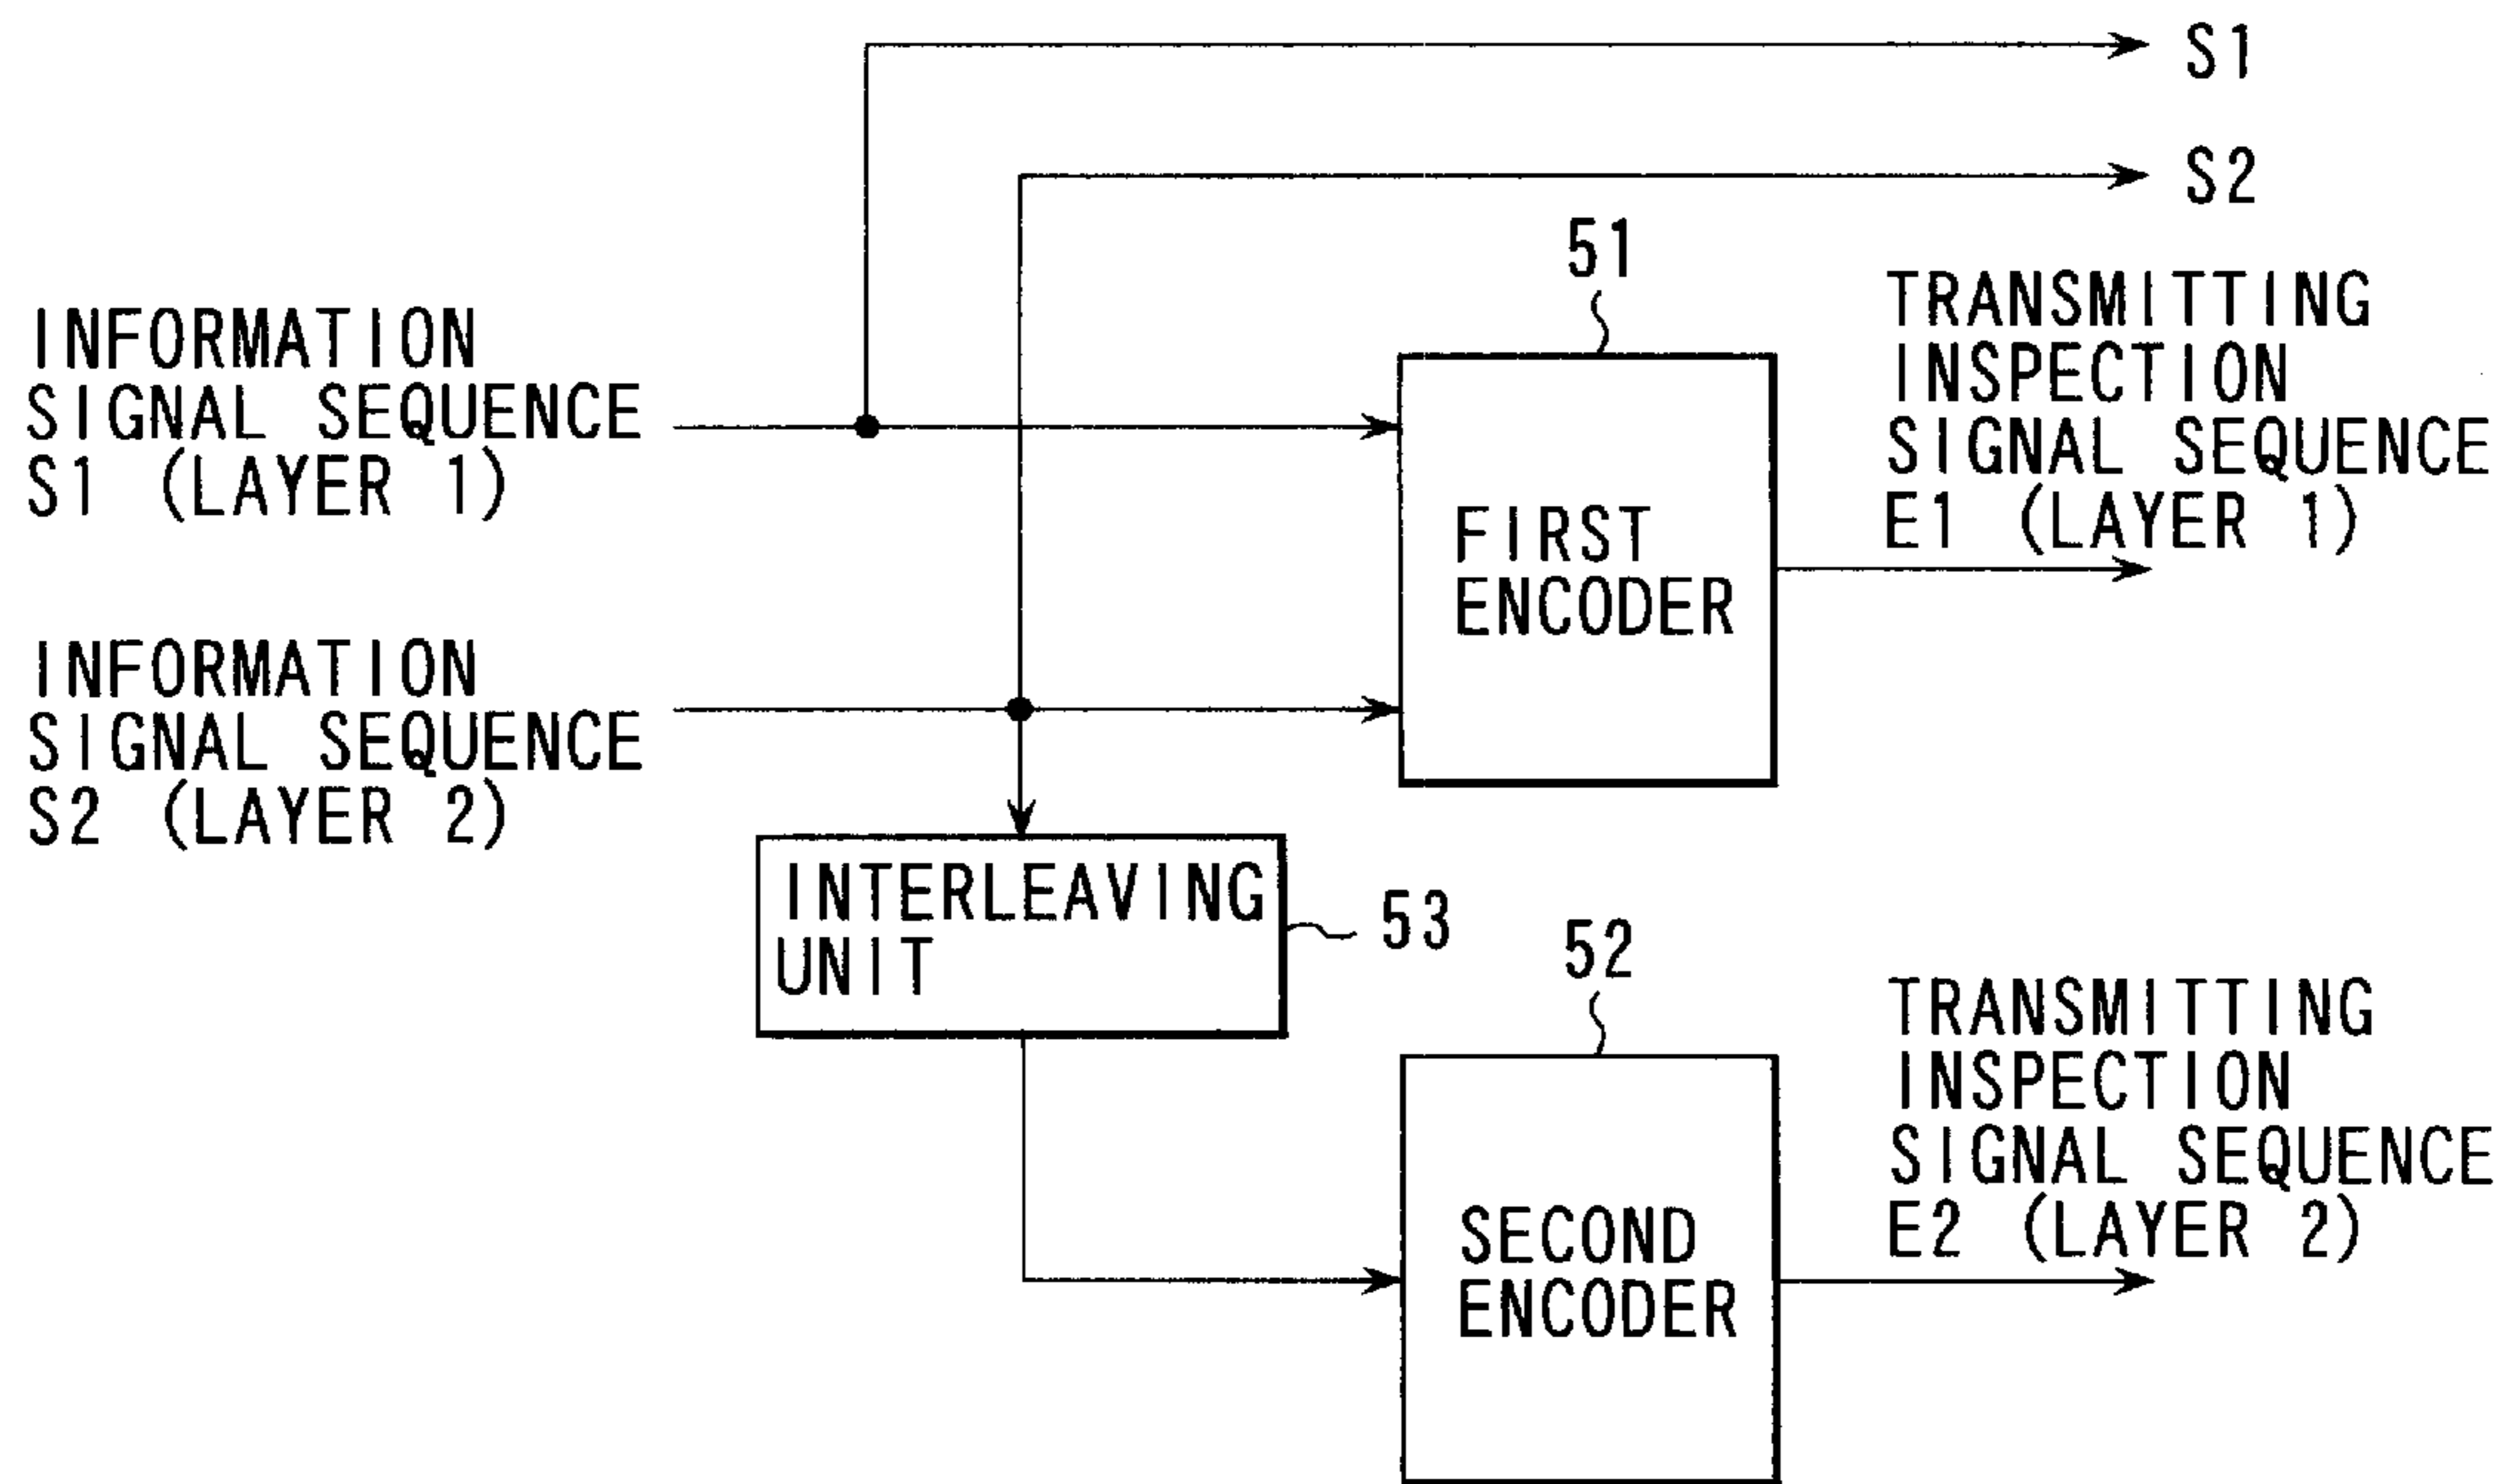 S1
S2
51
TRANSMITTING
INSPECTION
SIGNAL SEQUENCE
E1 (LAYER 1)
INFORMATION
SIGNAL SEQUENCE
S1 (LAYER 1)
FIRST
ENCODER
INFORMATION
SIGNAL SEQUENCE
S2 (LAYER 2)
INTERLEAVING
UNIT
53
52
TRANSMITTING
INSPECTION
SIGNAL SEQUENCE
E2 (LAYER 2)
SECOND
ENCODER